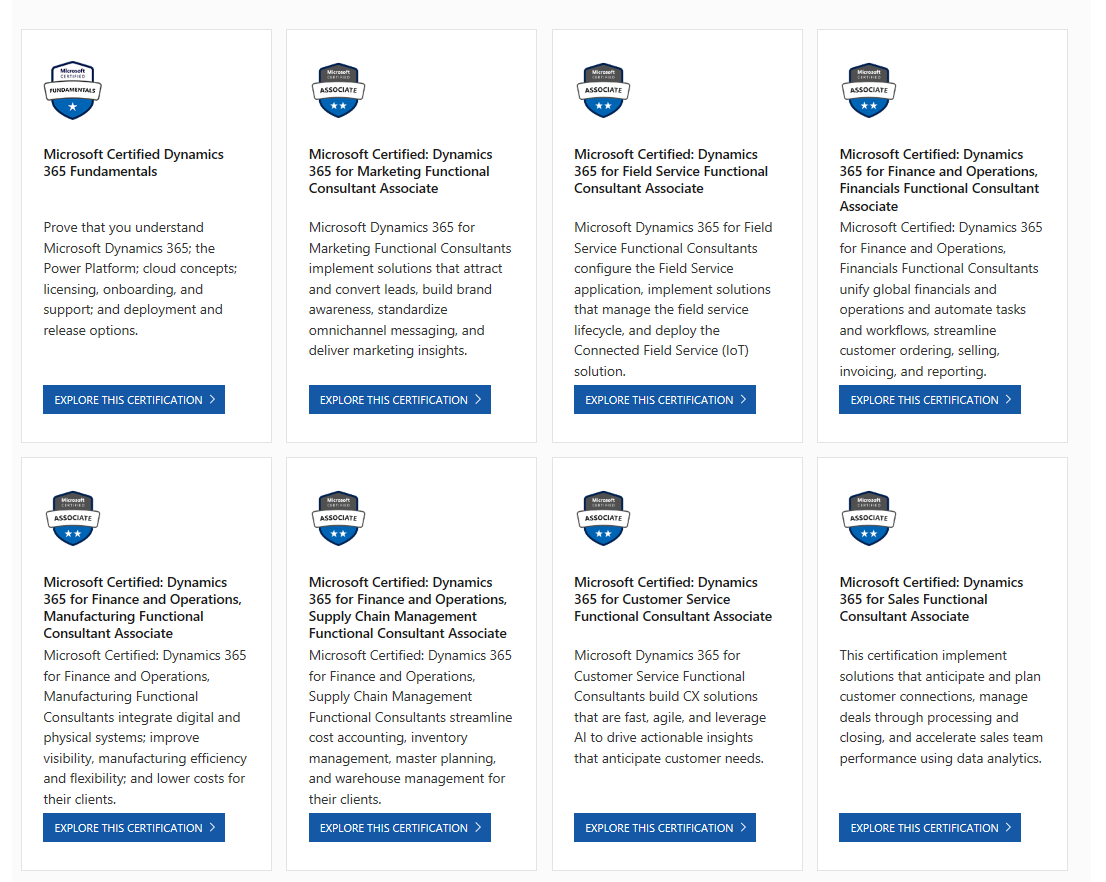 Microsoft
CERTIFIED
FUNDAMENTALS
Microsoft Certified Dynamics
365 Fundamentals
Prove that you understand
Microsoft Dynamics 365; the
Power Platform; cloud concepts;
licensing, onboarding, and
support; and deployment and
release options.
EXPLORE THIS CERTIFICATION
Microsoft
CERTIFIED
ASSOCIATE
Microsoft Certified: Dynamics
365 for Marketing Functional
Consultant Associate
Microsoft Dynamics 365 for
Marketing Functional Consultants
implement solutions that attract
and convert leads, build brand
awareness, standardize
omnichannel messaging, and
deliver marketing insights.
EXPLORE THIS CERTIFICATION
Microsoft
CERTIFIED
ASSOCIATE
Microsoft Certified: Dynamics
365 for Field Service Functional
Consultant Associate
Microsoft Dynamics 365 for Field
Service Functional Consultants
configure the Field Service
application, implement solutions
that manage the field service
lifecycle, and deploy the
Connected Field Service (IoT)
solution.
EXPLORE THIS CERTIFICATION
Microsoft
CERTIFIED
ASSOCIATE
Microsoft Certified: Dynamics
365 for Finance and Operations,
Financials Functional Consultant
Associate
Microsoft Certified: Dynamics 365
for Finance and Operations,
Financials Functional Consultants
unify global financials and
operations and automate tasks
and workflows, streamline
customer ordering, selling,
invoicing, and reporting.
EXPLORE THIS CERTIFICATION
Microsoft
CERTIFIED
ASSOCIATE
Microsoft Certified: Dynamics
365 for Finance and Operations,
Manufacturing Functional
Consultant Associate
Microsoft Certified: Dynamics 365
for Finance and Operations,
Manufacturing Functional
Consultants integrate digital and
physical systems; improve
visibility, manufacturing efficiency
and flexibility; and lower costs for
their clients.
EXPLORE THIS CERTIFICATION
Microsoft
CERTIFIED
ASSOCIATE
Microsoft Certified: Dynamics
365 for Finance and Operations,
Supply Chain Management
Functional Consultant Associate
Microsoft Certified: Dynamics 365
for Finance and Operations,
Supply Chain Management
Functional Consultants streamline
cost accounting, inventory
management, master planning,
and warehouse management for
their clients.
EXPLORE THIS CERTIFICATION
Microsoft
CERTIFIED
ASSOCIATE
Microsoft Certified: Dynamics
365 for Customer Service
Functional Consultant Associate
Microsoft Dynamics 365 for
Customer Service Functional
Consultants build CX solutions
that are fast, agile, and leverage
AI to drive actionable insights
that anticipate customer needs.
EXPLORE THIS CERTIFICATION
Microsoft
CERTIFIED
ASSOCIATE
Microsoft Certified: Dynamics
365 for Sales Functional
Consultant Associate
This certification implement
solutions that anticipate and plan
customer connections, manage
deals through processing and
closing, and accelerate sales team
performance using data analytics.
EXPLORE THIS CERTIFICATION